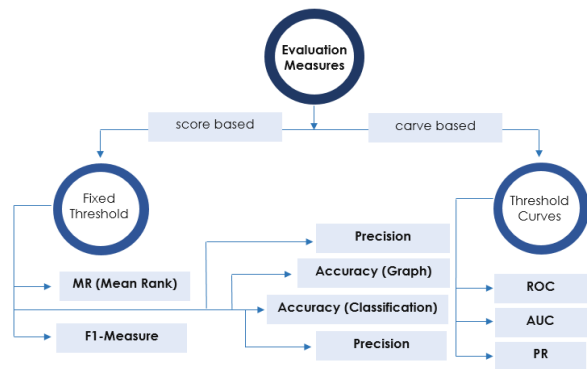 Evaluation
Measures
score based
carve based
Fixed
Threshold
Threshold
Curves
Precision
MR (Mean Rank)
Accuracy (Graph)
ROC
Accuracy (Classification)
AUC
F1-Measure
Precision
PR